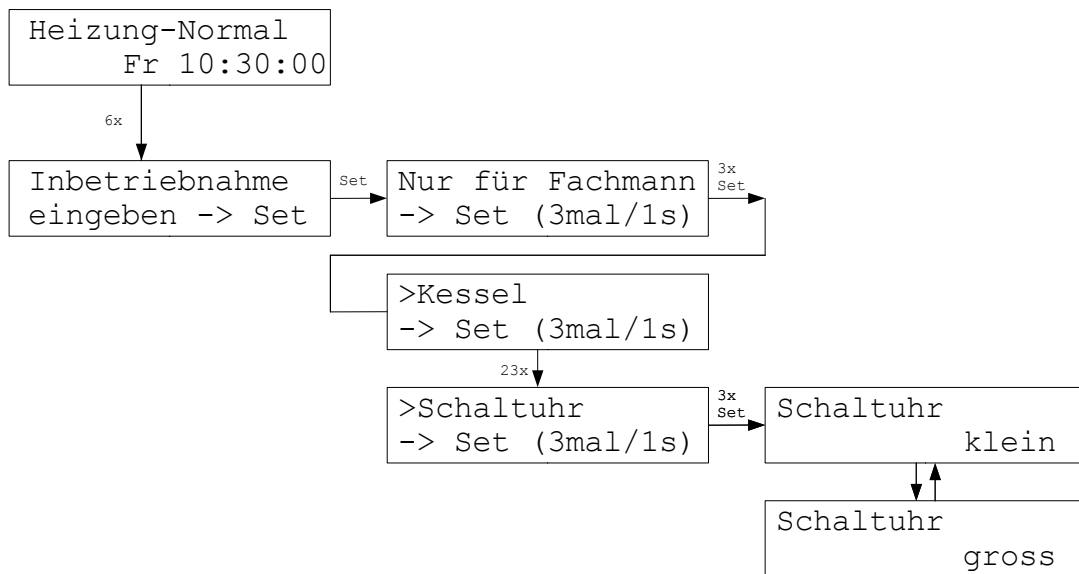 Heizung-Normal
Fr 10:30:00
6x
Inbetriebnahme
eingeben -> Set
Set
Nur für Fachmann
-> Set (3mal/1s)
3x
Set
>Kessel
-> Set (3mal/1s)
23x
>Schaltuhr
-> Set (3mal/1s)
3x
Set
Schaltuhr
klein
Schaltuhr
gross